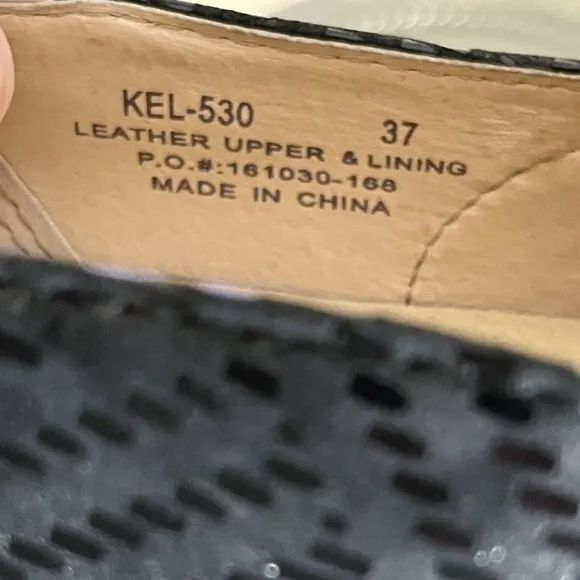 KEL-530 37
LEATHER UPPER & LINING
P.O.#:161030-168
MADE IN CHINA